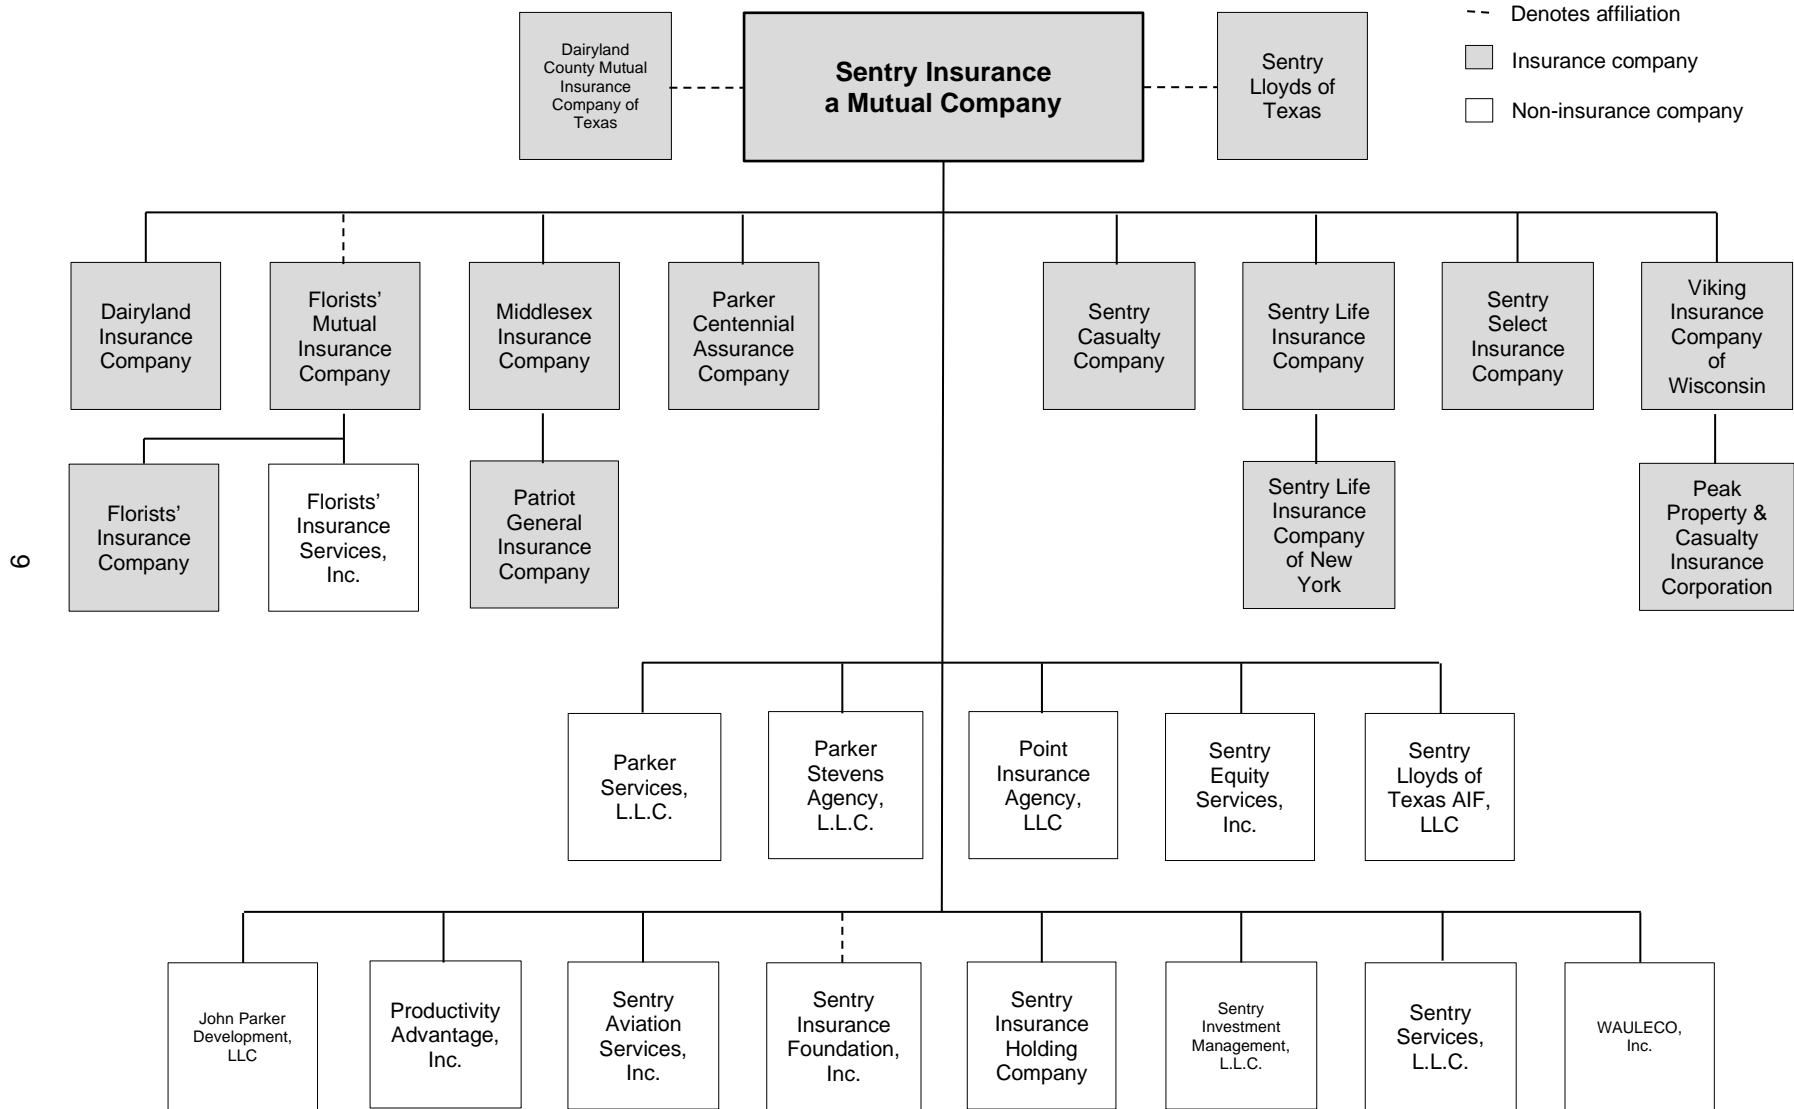 Denotes affiliation
Insurance company
Non-insurance company
Dairyland
County Mutual
Insurance
Company of
Texas
Sentry Insurance
a Mutual Company
Sentry
Lloyds of
Texas
Dairyland
Insurance
Company
Florists’
Mutual
Insurance
Company
Middlesex
Insurance
Company
Parker
Centennial
Assurance
Company
Sentry
Casualty
Company
Sentry Life
Insurance
Company
Sentry
Select
Insurance
Company
Viking
Insurance
Company
of
Wisconsin
Florists’
Insurance
Company
Florists’
Insurance
Services,
Inc.
Patriot
General
Insurance
Company
Sentry Life
Insurance
Company
of New
York
Peak
Property &
Casualty
Insurance
Corporation
9
Parker
Services,
L.L.C.
Parker
Stevens
Agency,
L.L.C.
Point
Insurance
Agency,
LLC
Sentry
Equity
Services,
Inc.
Sentry
Lloyds of
Texas AIF,
LLC
John Parker
Development,
LLC
Productivity
Advantage,
Inc.
Sentry
Aviation
Services,
Inc.
Sentry
Insurance
Foundation,
Inc.
Sentry
Insurance
Holding
Company
Sentry
Investment
Management,
L.L.C.
Sentry
Services,
L.L.C.
WAULECO,
Inc.